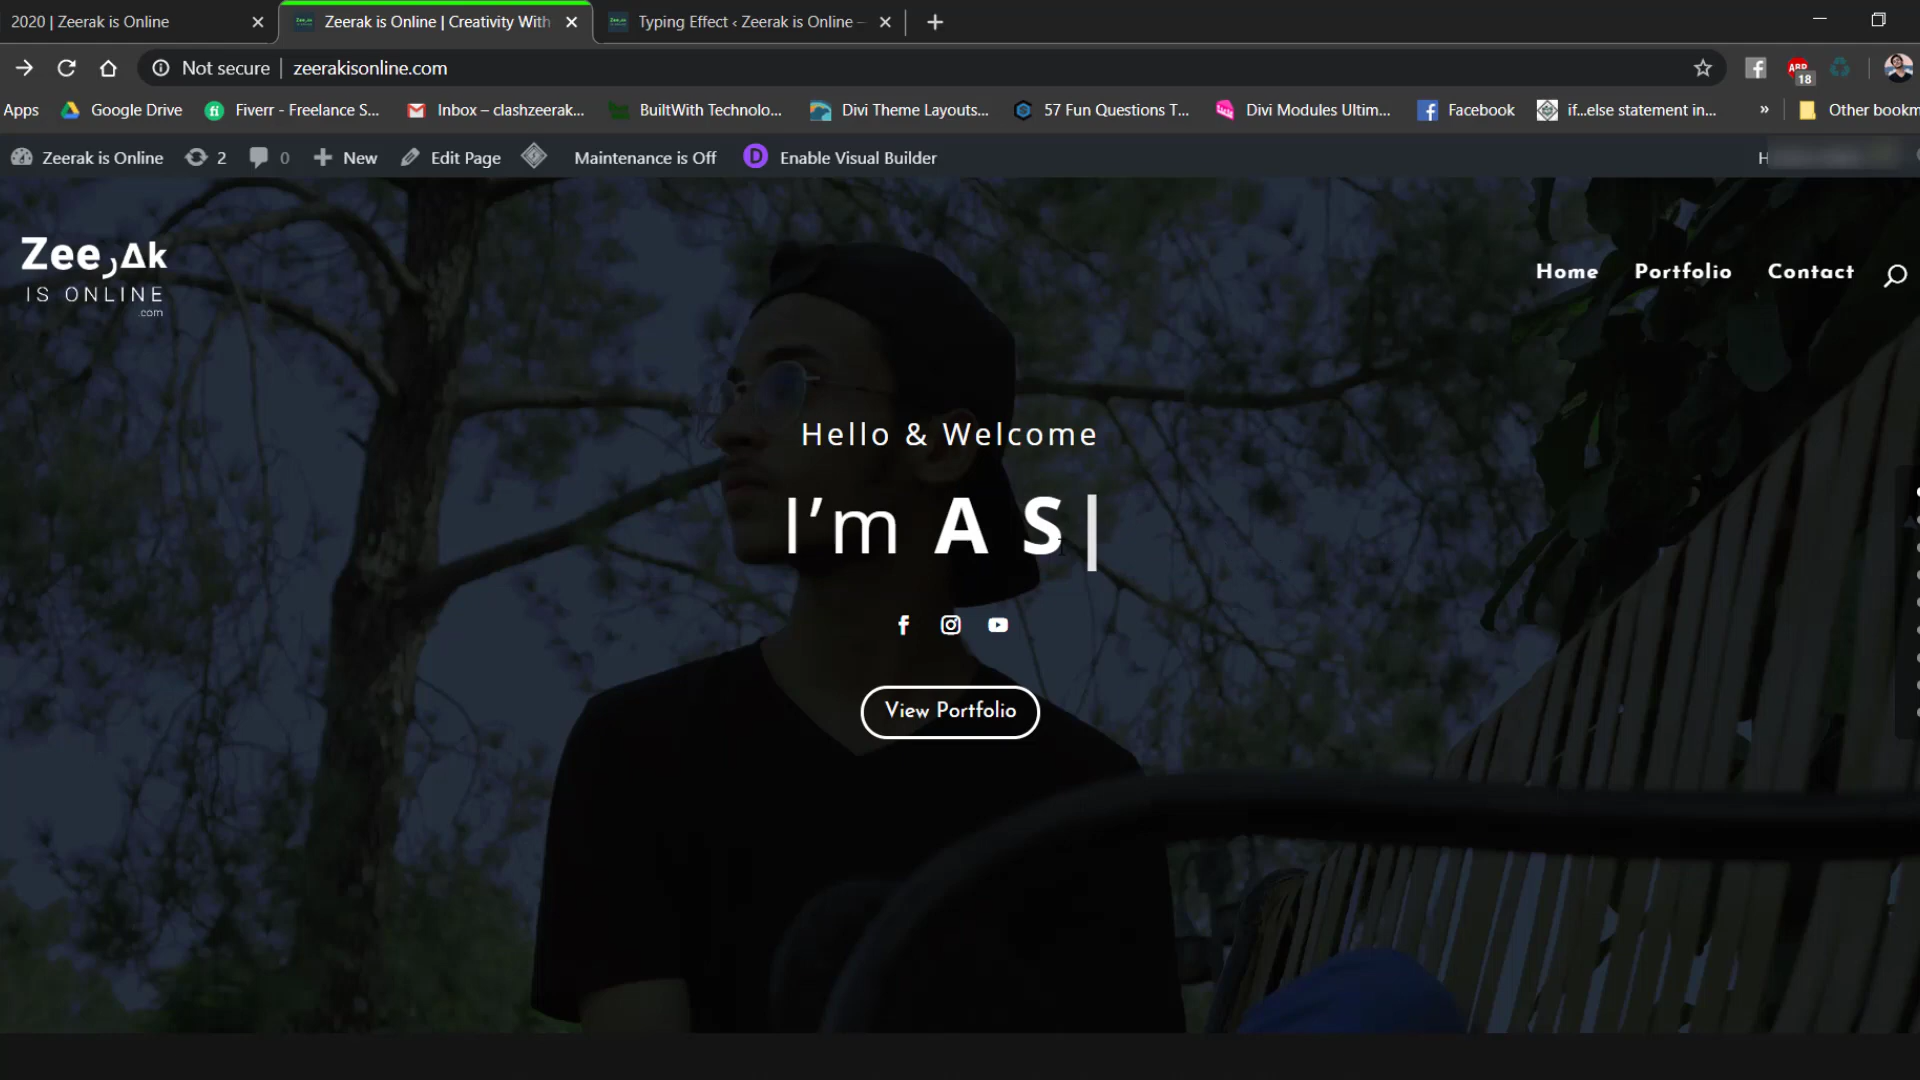 2020 | Zeerak is Online
Zeerak is Online | Creativity With
Typing Effect ‹ Zeerak is Online —
Not secure
zeerakisonline.com
ABP
18
Apps
Google Drive
Fiverr - Freelance S...
Inbox – clashzeerak...
BuiltWith Technolo...
Divi Theme Layouts...
57 Fun Questions T...
Divi Modules Ultim...
Facebook
if...else statement in...
»
Other bookm
Zeerak is Online
2
0
New
Edit Page
Maintenance is Off
D
Enable Visual Builder
H
ZeeرΔk
IS ONLINE
.com
Home
Portfolio
Contact
Hello & Welcome
I’m A S|
View Portfolio